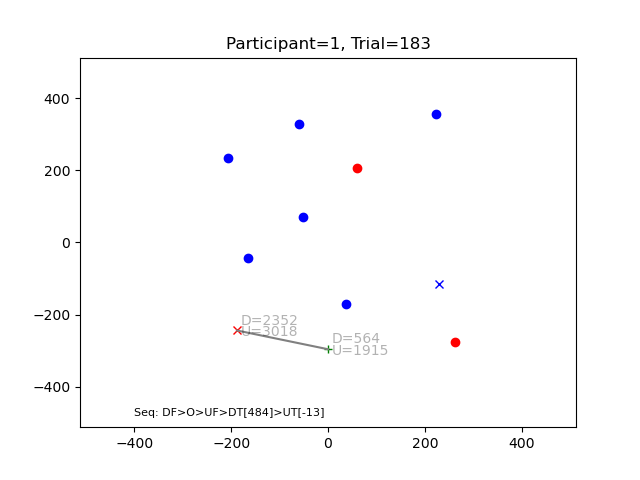 Participant=1, Trial=183
400
200
0
−200
−400
D=2352
U=3018
D=564
U=1915
Seq: DF>O>UF>DT[484]>UT[-13]
−400 −200 0 200 400